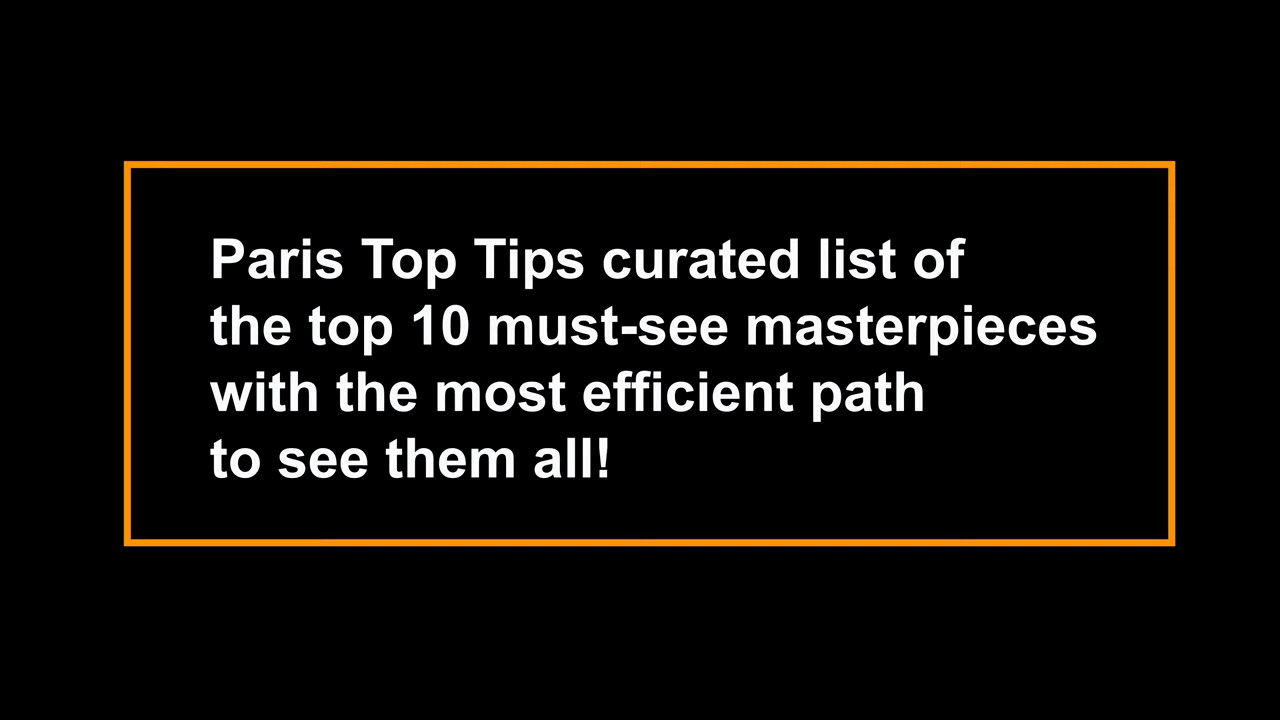 Paris Top Tips curated list of
the top 10 must-see masterpieces
with the most efficient path
to see them all!